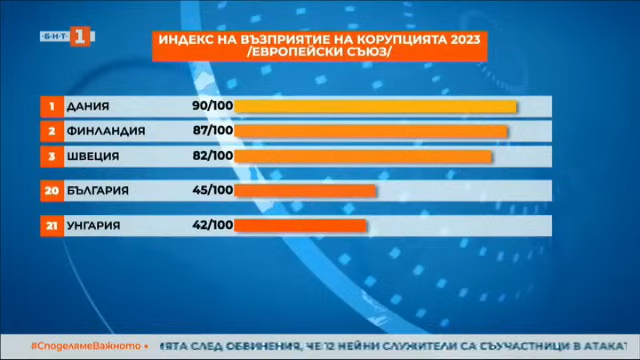 БНТ 1
ИНДЕКС НА ВЪЗПРИЯТИЕ НА КОРУПЦИЯТА 2023
/ЕВРОПЕЙСКИ СЪЮЗ/
1 ДАНИЯ 90/100
2 ФИНЛАНДИЯ 87/100
3 ШВЕЦИЯ 82/100
20 БЪЛГАРИЯ 45/100
21 УНГАРИЯ 42/100
#СподелямеВажното • ИЯТА СЛЕД ОБВИНЕНИЯ, ЧЕ 12 НЕЙНИ СЛУЖИТЕЛИ СА СЪУЧАСТНИЦИ В АТАКАТ